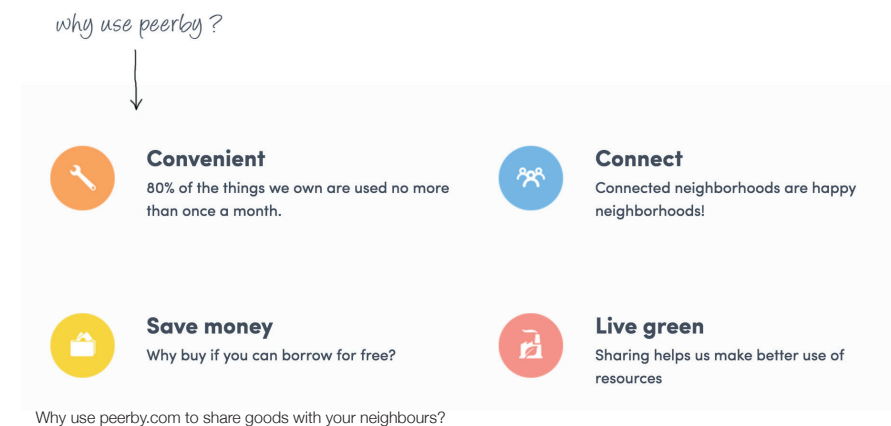 why use peerby?
Convenient
80% of the things we own are used no more
than once a month.
Connect
Connected neighborhoods are happy
neighborhoods!
Save money
Why buy if you can borrow for free?
Live green
Sharing helps us make better use of
resources
Why use peerby.com to share goods with your neighbours?